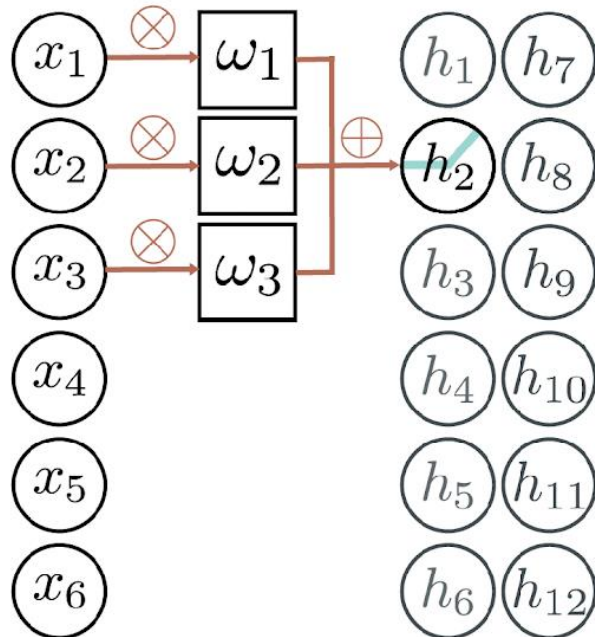 x₁ ω₁ h₁ h₇
x₂ ω₂ h₂ h₈
x₃ ω₃ h₃ h₉
x₄ h₄ h₁₀
x₅ h₅ h₁₁
x₆ h₆ h₁₂